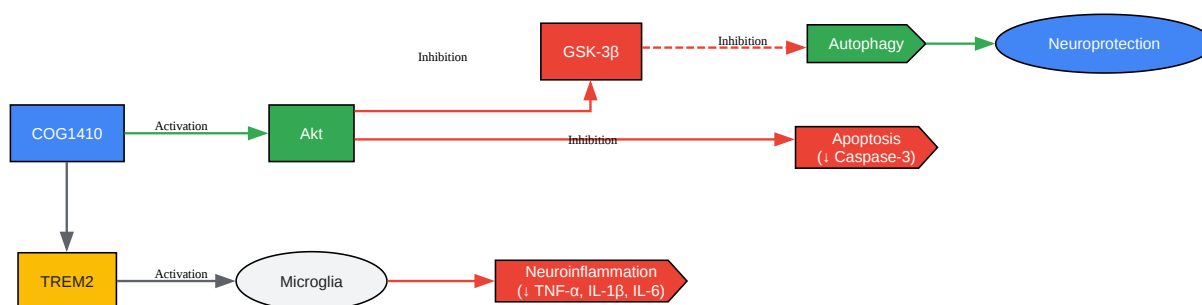 Inhibition
GSK-3β
Inhibition
Autophagy
Neuroprotection
COG1410
Activation
Akt
Inhibition
Apoptosis
(↓ Caspase-3)
TREM2
Activation
Microglia
Neuroinflammation
(↓ TNF-α, IL-1β, IL-6)